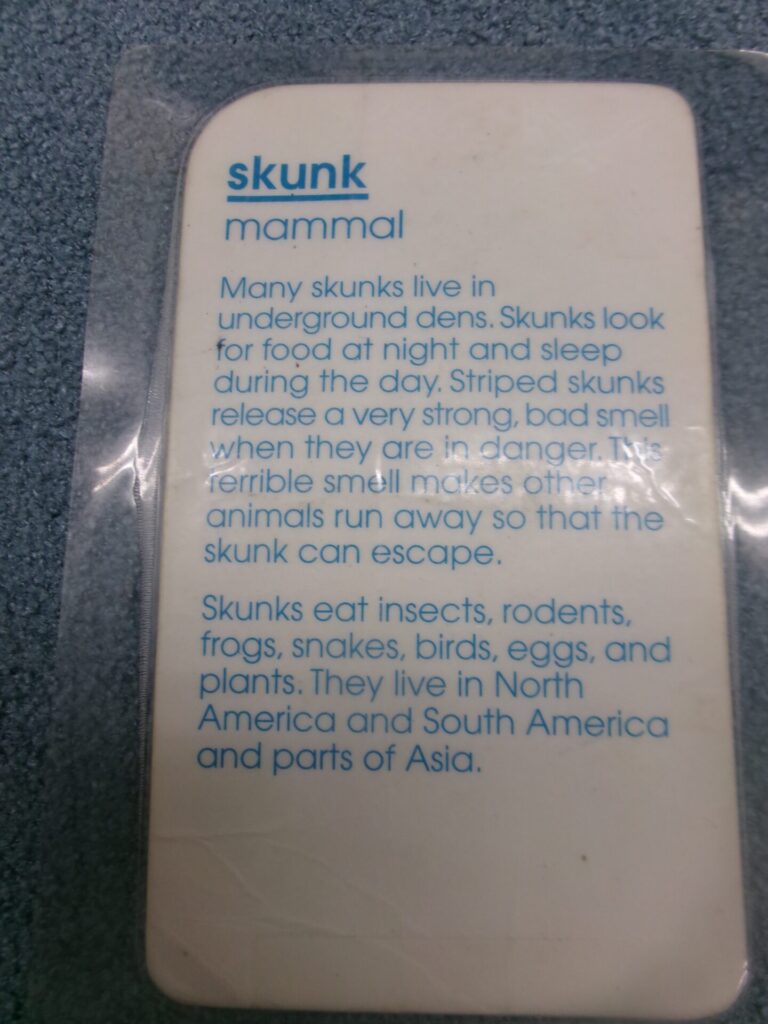 skunk
mammal
Many skunks live in
underground dens. Skunks look
for food at night and sleep
during the day. Striped skunks
release a very strong, bad smell
when they are in danger. This
terrible smell makes other
animals run away so that the
skunk can escape.
Skunks eat insects, rodents,
frogs, snakes, birds, eggs, and
plants. They live in North
America and South America
and parts of Asia.